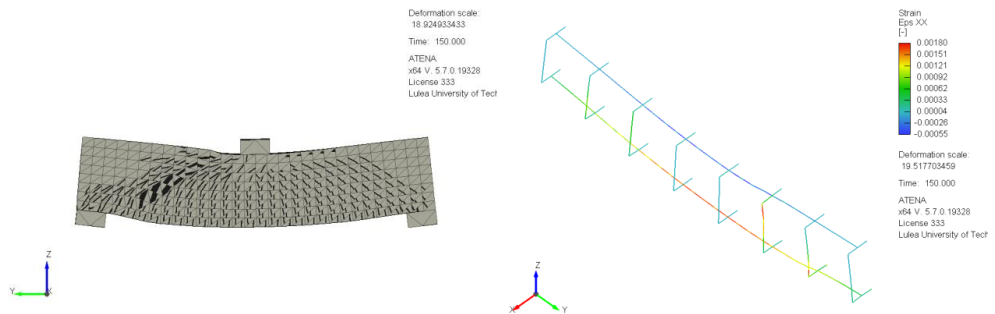 Deformation scale:
18.924933433
Time: 150.000
ATENA
x64 V. 5.7.0.19328
License 333
Lulea University of Tect
Z
Y
X
Strain
Eps XX
[-]
0.00180
0.00151
0.00121
0.00092
0.00062
0.00033
0.00004
-0.00026
-0.00055
Deformation scale:
19.517703459
Time: 150.000
ATENA
x64 V. 5.7.0.19328
License 333
Lulea University of Tech
Z
X
Y